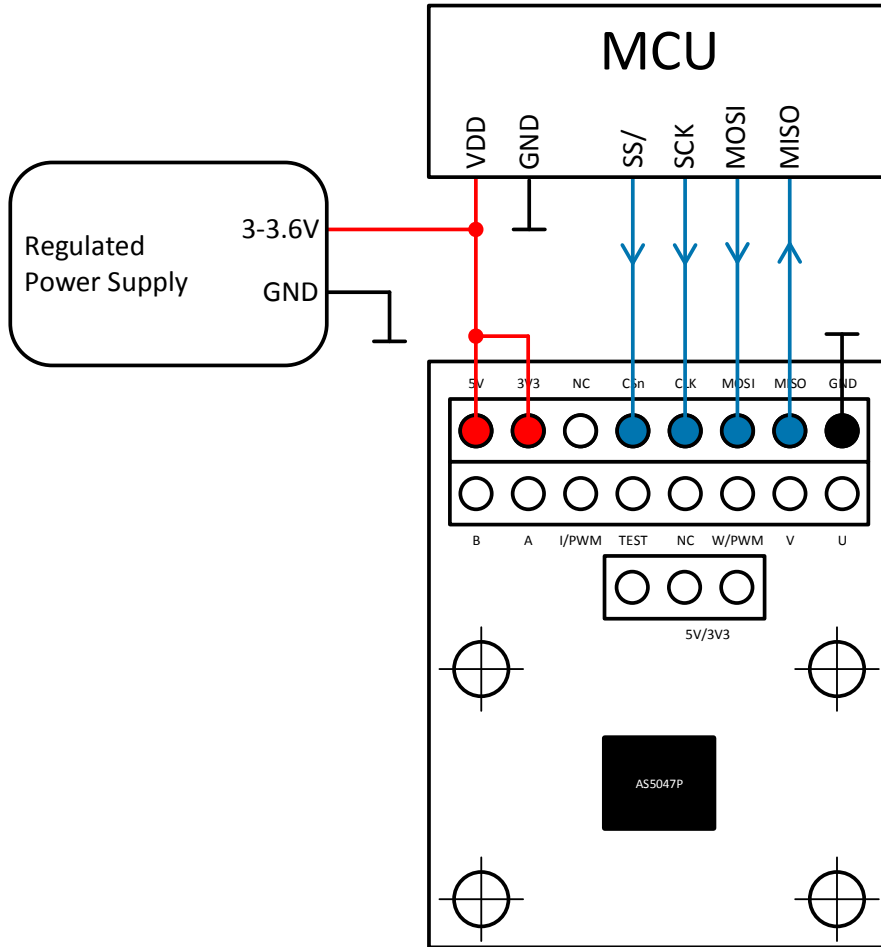 MCU
VDD
GND
SS/
SCK
MOSI
MISO
Regulated
Power Supply
3-3.6V
GND
5V 3V3 NC CSn CLK MOSI MISO GND
B A I/PWM TEST NC W/PWM V U
5V/3V3
AS5047P